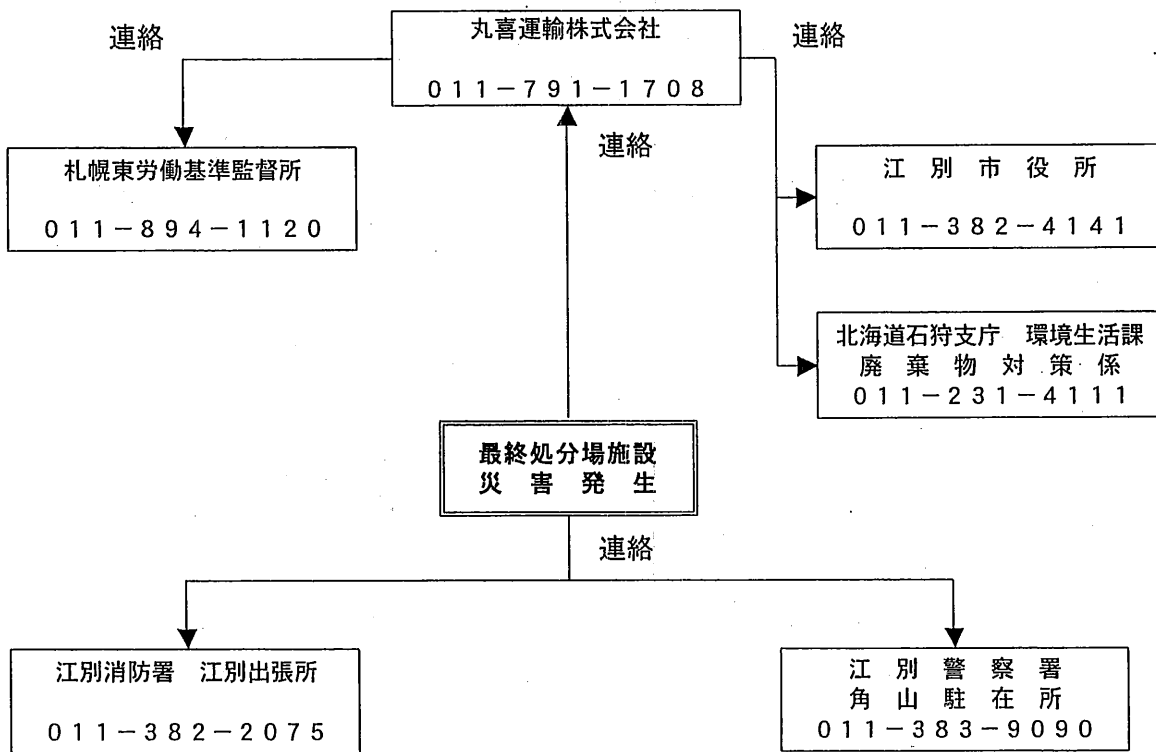 連絡
丸喜運輸株式会社
011-791-1708
連絡
連絡
札幌東労働基準監督所
011-894-1120
江別市役所
011-382-4141
北海道石狩支庁 環境生活課
廃棄物対策係
011-231-4111
最終処分場施設
災害発生
連絡
江別消防署 江別出張所
011-382-2075
江別警察署
角山駐在所
011-383-9090